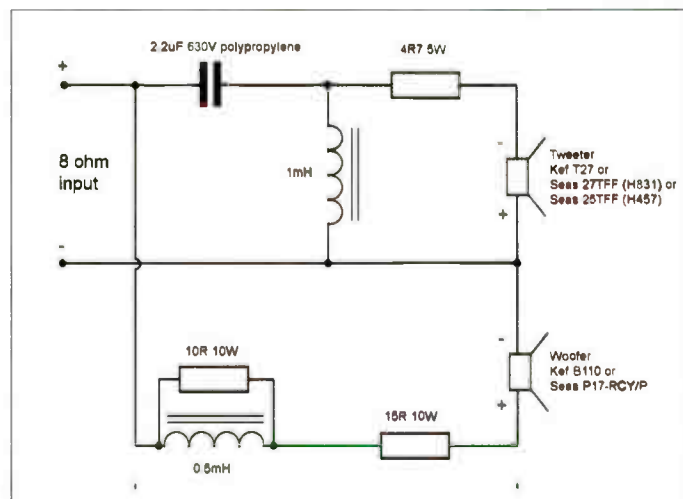 2.2uF 630V polypropylene
4R7 5W
+
8 ohm
input
1mH
-
Tweeter
Kef T27 or
Seas 27TFF (H831) or
Seas 25TFF (H457)
+
-
10R 10W
-
Woofer
Kef B110 or
Seas P17-RCY/P
+
15R 10W
0.5mH